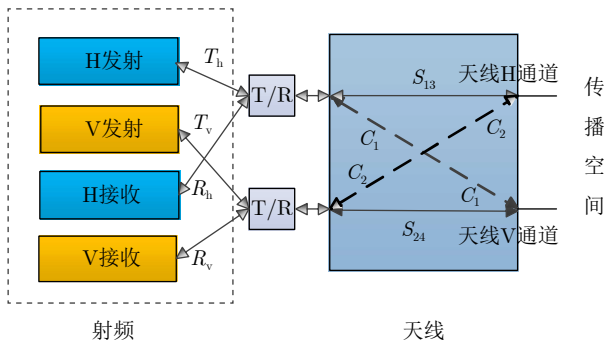 H发射
V发射
H接收
V接收
T_h
T_v
R_h
R_v
T/R
T/R
S_13
天线H通道
C_1
C_2
C_2
C_1
S_24
天线V通道
传播空间
射频
天线